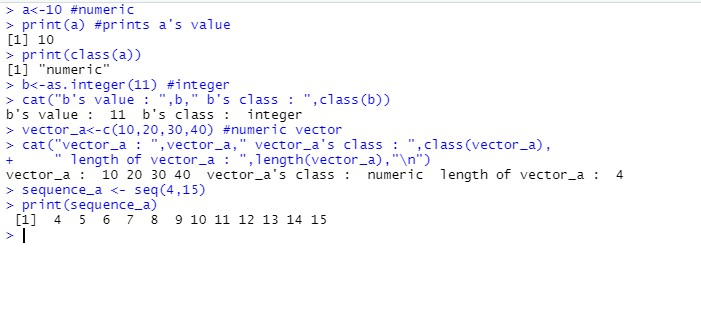 > a<-10 #numeric
> print(a) #prints a's value
[1] 10
> print(class(a))
[1] "numeric"
> b<-as.integer(11) #integer
> cat("b's value : ",b," b's class : ",class(b))
b's value :  11  b's class :  integer
> vector_a<-c(10,20,30,40) #numeric vector
> cat("vector_a : ",vector_a," vector_a's class : ",class(vector_a),
+     " length of vector_a : ",length(vector_a),"\n")
vector_a :  10 20 30 40  vector_a's class :  numeric  length of vector_a :  4
> sequence_a <- seq(4,15)
> print(sequence_a)
 [1]  4  5  6  7  8  9 10 11 12 13 14 15
>